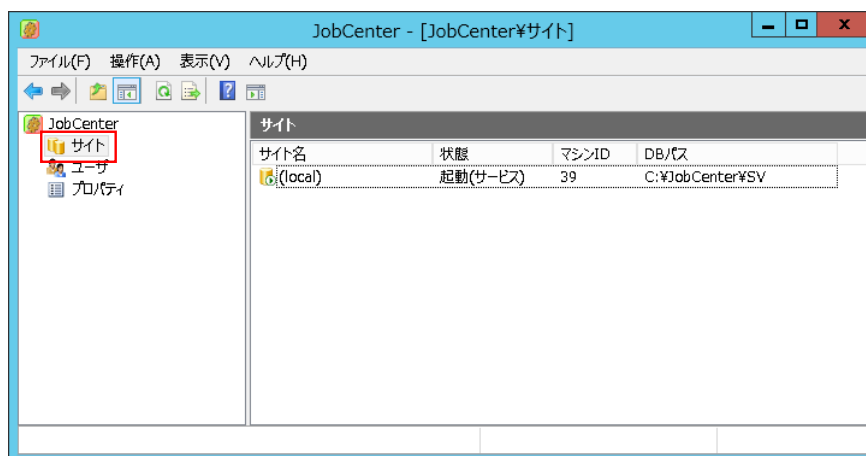 JobCenter - [JobCenter¥サイト]
ファイル(F) 操作(A) 表示(V) ヘルプ(H)
JobCenter
サイト
ユーザ
プロパティ
サイト
サイト名 状態 マシンID DBパス
(local) 起動(サービス) 39 C:¥JobCenter¥SV